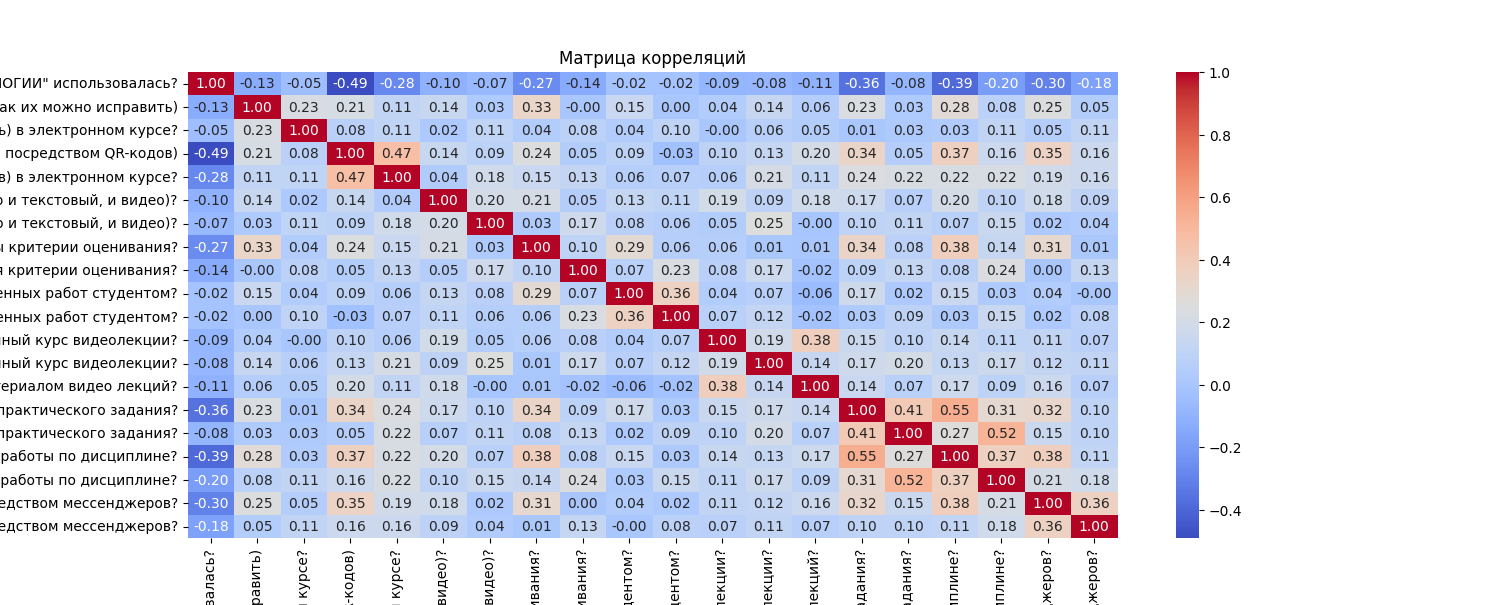 Матрица корреляций
ЛОГИИ" использовалась? 1.00 -0.13 -0.05 -0.49 -0.28 -0.10 -0.07 -0.27 -0.14 -0.02 -0.02 -0.09 -0.08 -0.11 -0.36 -0.08 -0.39 -0.20 -0.30 -0.18
ак их можно исправить) -0.13 1.00 0.23 0.21 0.11 0.14 0.03 0.33 -0.00 0.15 0.00 0.04 0.14 0.06 0.23 0.03 0.28 0.08 0.25 0.05
ь) в электронном курсе? -0.05 0.23 1.00 0.08 0.11 0.02 0.11 0.04 0.08 0.04 0.10 -0.00 0.06 0.05 0.01 0.03 0.03 0.11 0.05 0.11
посредством QR-кодов) -0.49 0.21 0.08 1.00 0.47 0.14 0.09 0.24 0.05 0.09 -0.03 0.10 0.13 0.20 0.34 0.05 0.37 0.16 0.35 0.16
в) в электронном курсе? -0.28 0.11 0.11 0.47 1.00 0.04 0.18 0.15 0.13 0.06 0.07 0.06 0.21 0.11 0.24 0.22 0.22 0.22 0.19 0.16
о и текстовый, и видео)? -0.10 0.14 0.02 0.14 0.04 1.00 0.20 0.21 0.05 0.13 0.11 0.19 0.09 0.18 0.17 0.07 0.20 0.10 0.18 0.09
о и текстовый, и видео)? -0.07 0.03 0.11 0.09 0.18 0.20 1.00 0.03 0.17 0.08 0.06 0.05 0.25 -0.00 0.10 0.11 0.07 0.15 0.02 0.04
ы критерии оценивания? -0.27 0.33 0.04 0.24 0.15 0.21 0.03 1.00 0.10 0.29 0.06 0.06 0.01 0.01 0.34 0.08 0.38 0.14 0.31 0.01
я критерии оценивания? -0.14 -0.00 0.08 0.05 0.13 0.05 0.17 0.10 1.00 0.07 0.23 0.08 0.17 -0.02 0.09 0.13 0.08 0.24 0.00 0.13
енных работ студентом? -0.02 0.15 0.04 0.09 0.06 0.13 0.08 0.29 0.07 1.00 0.36 0.04 0.07 -0.06 0.17 0.02 0.15 0.03 0.04 -0.00
енных работ студентом? -0.02 0.00 0.10 -0.03 0.07 0.11 0.06 0.06 0.23 0.36 1.00 0.07 0.12 -0.02 0.03 0.09 0.03 0.15 0.02 0.08
ный курс видеолекции? -0.09 0.04 -0.00 0.10 0.06 0.19 0.05 0.06 0.08 0.04 0.07 1.00 0.19 0.38 0.15 0.10 0.14 0.11 0.11 0.07
ный курс видеолекции? -0.08 0.14 0.06 0.13 0.21 0.09 0.25 0.01 0.17 0.07 0.12 0.19 1.00 0.14 0.17 0.20 0.13 0.17 0.12 0.11
териалом видео лекций? -0.11 0.06 0.05 0.20 0.11 0.18 -0.00 0.01 -0.02 -0.06 -0.02 0.38 0.14 1.00 0.14 0.07 0.17 0.09 0.16 0.07
практического задания? -0.36 0.23 0.01 0.34 0.24 0.17 0.10 0.34 0.09 0.17 0.03 0.15 0.17 0.14 1.00 0.41 0.55 0.31 0.32 0.10
практического задания? -0.08 0.03 0.03 0.05 0.22 0.07 0.11 0.08 0.13 0.02 0.09 0.10 0.20 0.07 0.41 1.00 0.27 0.52 0.15 0.10
работы по дисциплине? -0.39 0.28 0.03 0.37 0.22 0.20 0.07 0.38 0.08 0.15 0.03 0.14 0.13 0.17 0.55 0.27 1.00 0.37 0.38 0.11
работы по дисциплине? -0.20 0.08 0.11 0.16 0.22 0.10 0.15 0.14 0.24 0.03 0.15 0.11 0.17 0.09 0.31 0.52 0.37 1.00 0.21 0.18
едством мессенджеров? -0.30 0.25 0.05 0.35 0.19 0.18 0.02 0.31 0.00 0.04 0.02 0.11 0.12 0.16 0.32 0.15 0.38 0.21 1.00 0.36
едством мессенджеров? -0.18 0.05 0.11 0.16 0.16 0.09 0.04 0.01 0.13 -0.00 0.08 0.07 0.11 0.07 0.10 0.10 0.11 0.18 0.36 1.00
валась?
равить)
курсе?
-кодов)
курсе?
видео)?
видео)?
ивания?
ивания?
дентом?
дентом?
лекции?
лекции?
лекций?
адания?
адания?
иплине?
иплине?
джеров?
джеров?
1.0
0.8
0.6
0.4
0.2
0.0
−0.2
−0.4